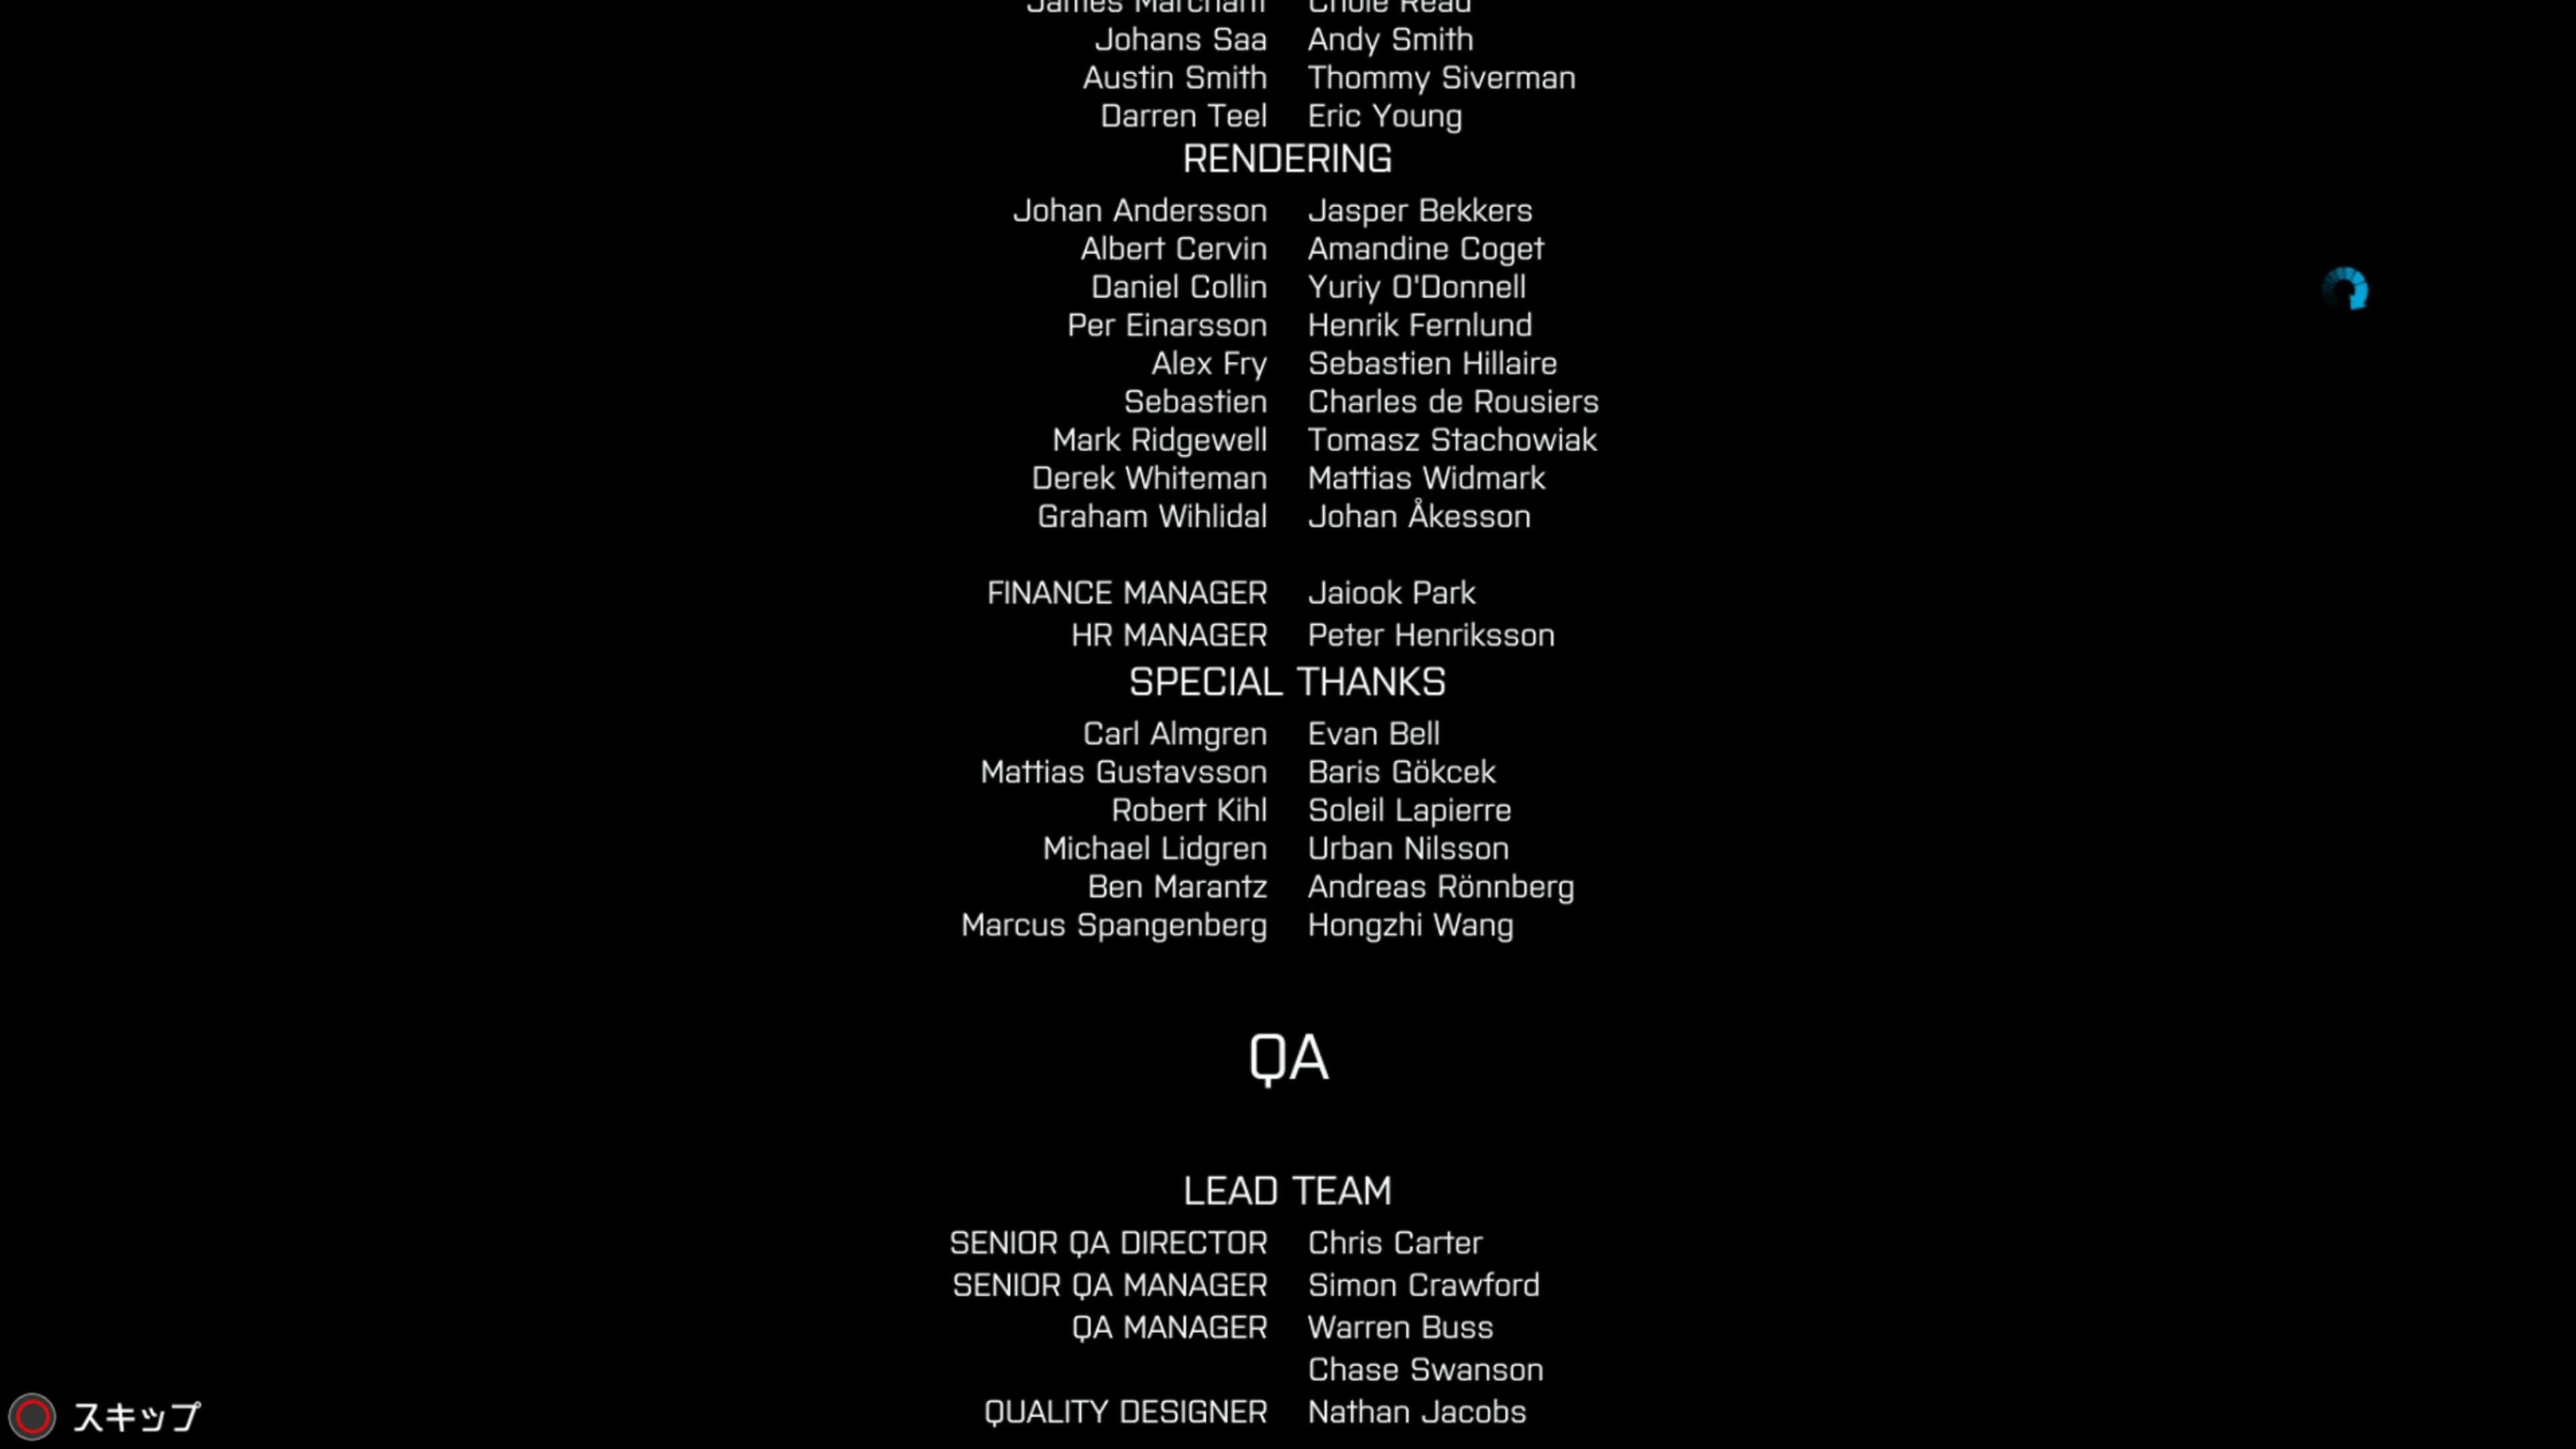 James Marcham Chole Read
Johans Saa Andy Smith
Austin Smith Thommy Siverman
Darren Teel Eric Young
RENDERING
Johan Andersson Jasper Bekkers
Albert Cervin Amandine Coget
Daniel Collin Yuriy O'Donnell
Per Einarsson Henrik Fernlund
Alex Fry Sebastien Hillaire
Sebastien Charles de Rousiers
Mark Ridgewell Tomasz Stachowiak
Derek Whiteman Mattias Widmark
Graham Wihlidal Johan Åkesson
FINANCE MANAGER Jaiook Park
HR MANAGER Peter Henriksson
SPECIAL THANKS
Carl Almgren Evan Bell
Mattias Gustavsson Baris Gökcek
Robert Kihl Soleil Lapierre
Michael Lidgren Urban Nilsson
Ben Marantz Andreas Rönnberg
Marcus Spangenberg Hongzhi Wang
QA
LEAD TEAM
SENIOR QA DIRECTOR Chris Carter
SENIOR QA MANAGER Simon Crawford
QA MANAGER Warren Buss
Chase Swanson
QUALITY DESIGNER Nathan Jacobs
スキップ